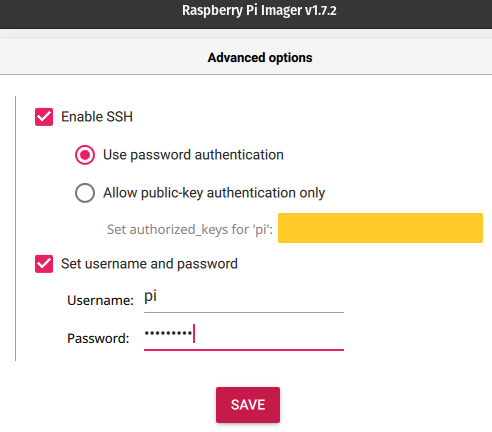 Raspberry Pi Imager v1.7.2
Advanced options
Enable SSH
Use password authentication
Allow public-key authentication only
Set authorized_keys for 'pi':
Set username and password
Username: pi
Password: •••••••••
SAVE